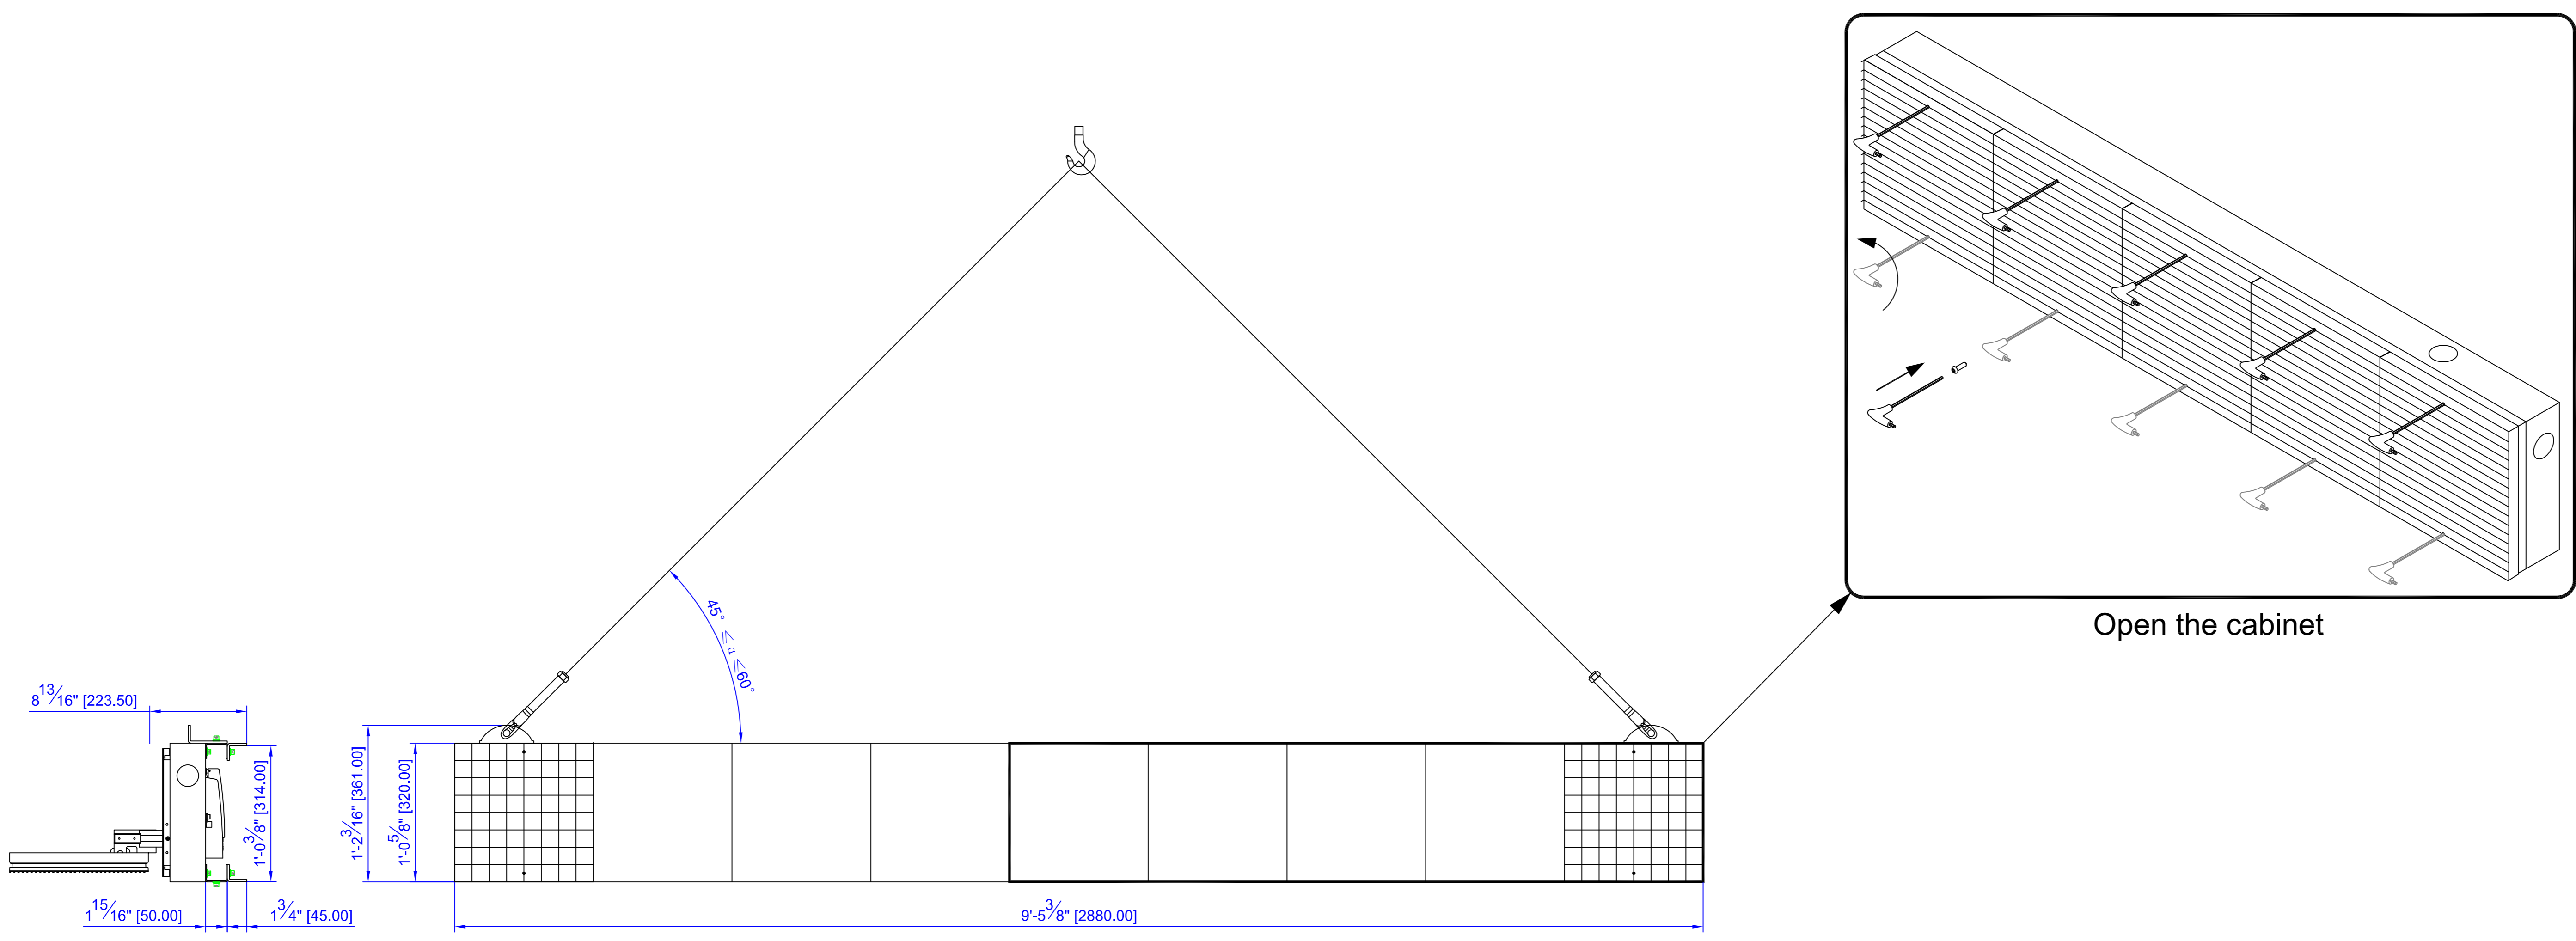 Open the cabinet
45° ≤ α ≤60°
8 13/16" [223.50]
1'-0 3/8" [314.00]
1'-2 3/16" [361.00]
1'-0 5/8" [320.00]
1 15/16" [50.00]
1 3/4" [45.00]
9'-5 3/8" [2880.00]